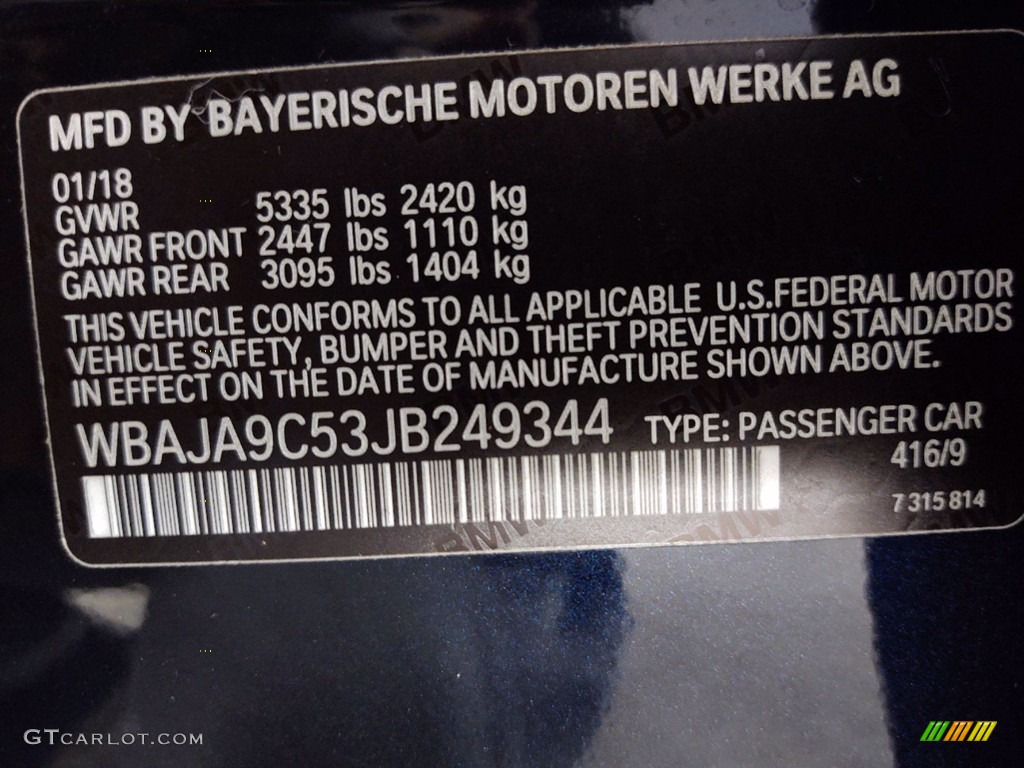 MFD BY BAYERISCHE MOTOREN WERKE AG
01/18
GVWR 5335 lbs 2420 kg
GAWR FRONT 2447 lbs 1110 kg
GAWR REAR 3095 lbs 1404 kg
THIS VEHICLE CONFORMS TO ALL APPLICABLE U.S.FEDERAL MOTOR
VEHICLE SAFETY, BUMPER AND THEFT PREVENTION STANDARDS
IN EFFECT ON THE DATE OF MANUFACTURE SHOWN ABOVE.
WBAJA9C53JB249344 TYPE: PASSENGER CAR
416/9
7 315 814
BMW BMW
GTCARLOT.COM